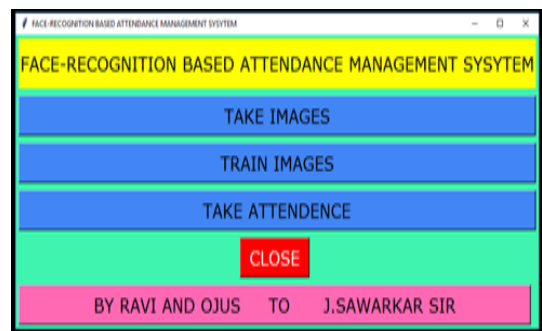 FACE-RECOGNITION BASED ATTENDANCE MANAGEMENT SYSYTEM
FACE-RECOGNITION BASED ATTENDANCE MANAGEMENT SYSYTEM
TAKE IMAGES
TRAIN IMAGES
TAKE ATTENDENCE
CLOSE
BY RAVI AND OJUS TO J.SAWARKAR SIR